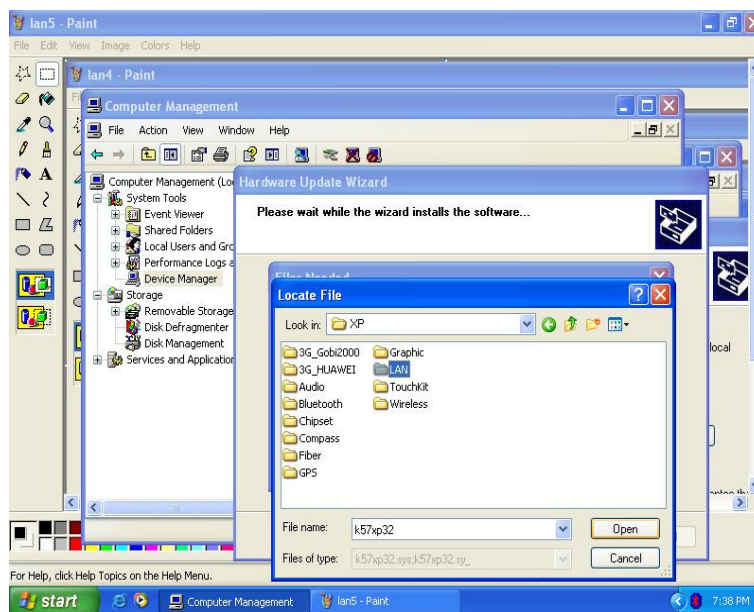 lan5 - Paint
File Edit View Image Colors Help
lan4 - Paint
Computer Management
File Action View Window Help
Computer Management (Lo
System Tools
Event Viewer
Shared Folders
Local Users and Gro
Performance Logs a
Device Manager
Storage
Removable Storage
Disk Defragmenter
Disk Management
Services and Application
Hardware Update Wizard
Please wait while the wizard installs the software...
Files Needed
Locate File
Look in: XP
3G_Gobi2000
3G_HUAWEI
Audio
Bluetooth
Chipset
Compass
Fiber
GPS
Graphic
LAN
TouchKit
Wireless
File name: k57xp32
Open
Files of type: k57xp32.sys;k57xp32.sy_
Cancel
local
For Help, click Help Topics on the Help Menu.
start
Computer Management
lan5 - Paint
7:38 PM